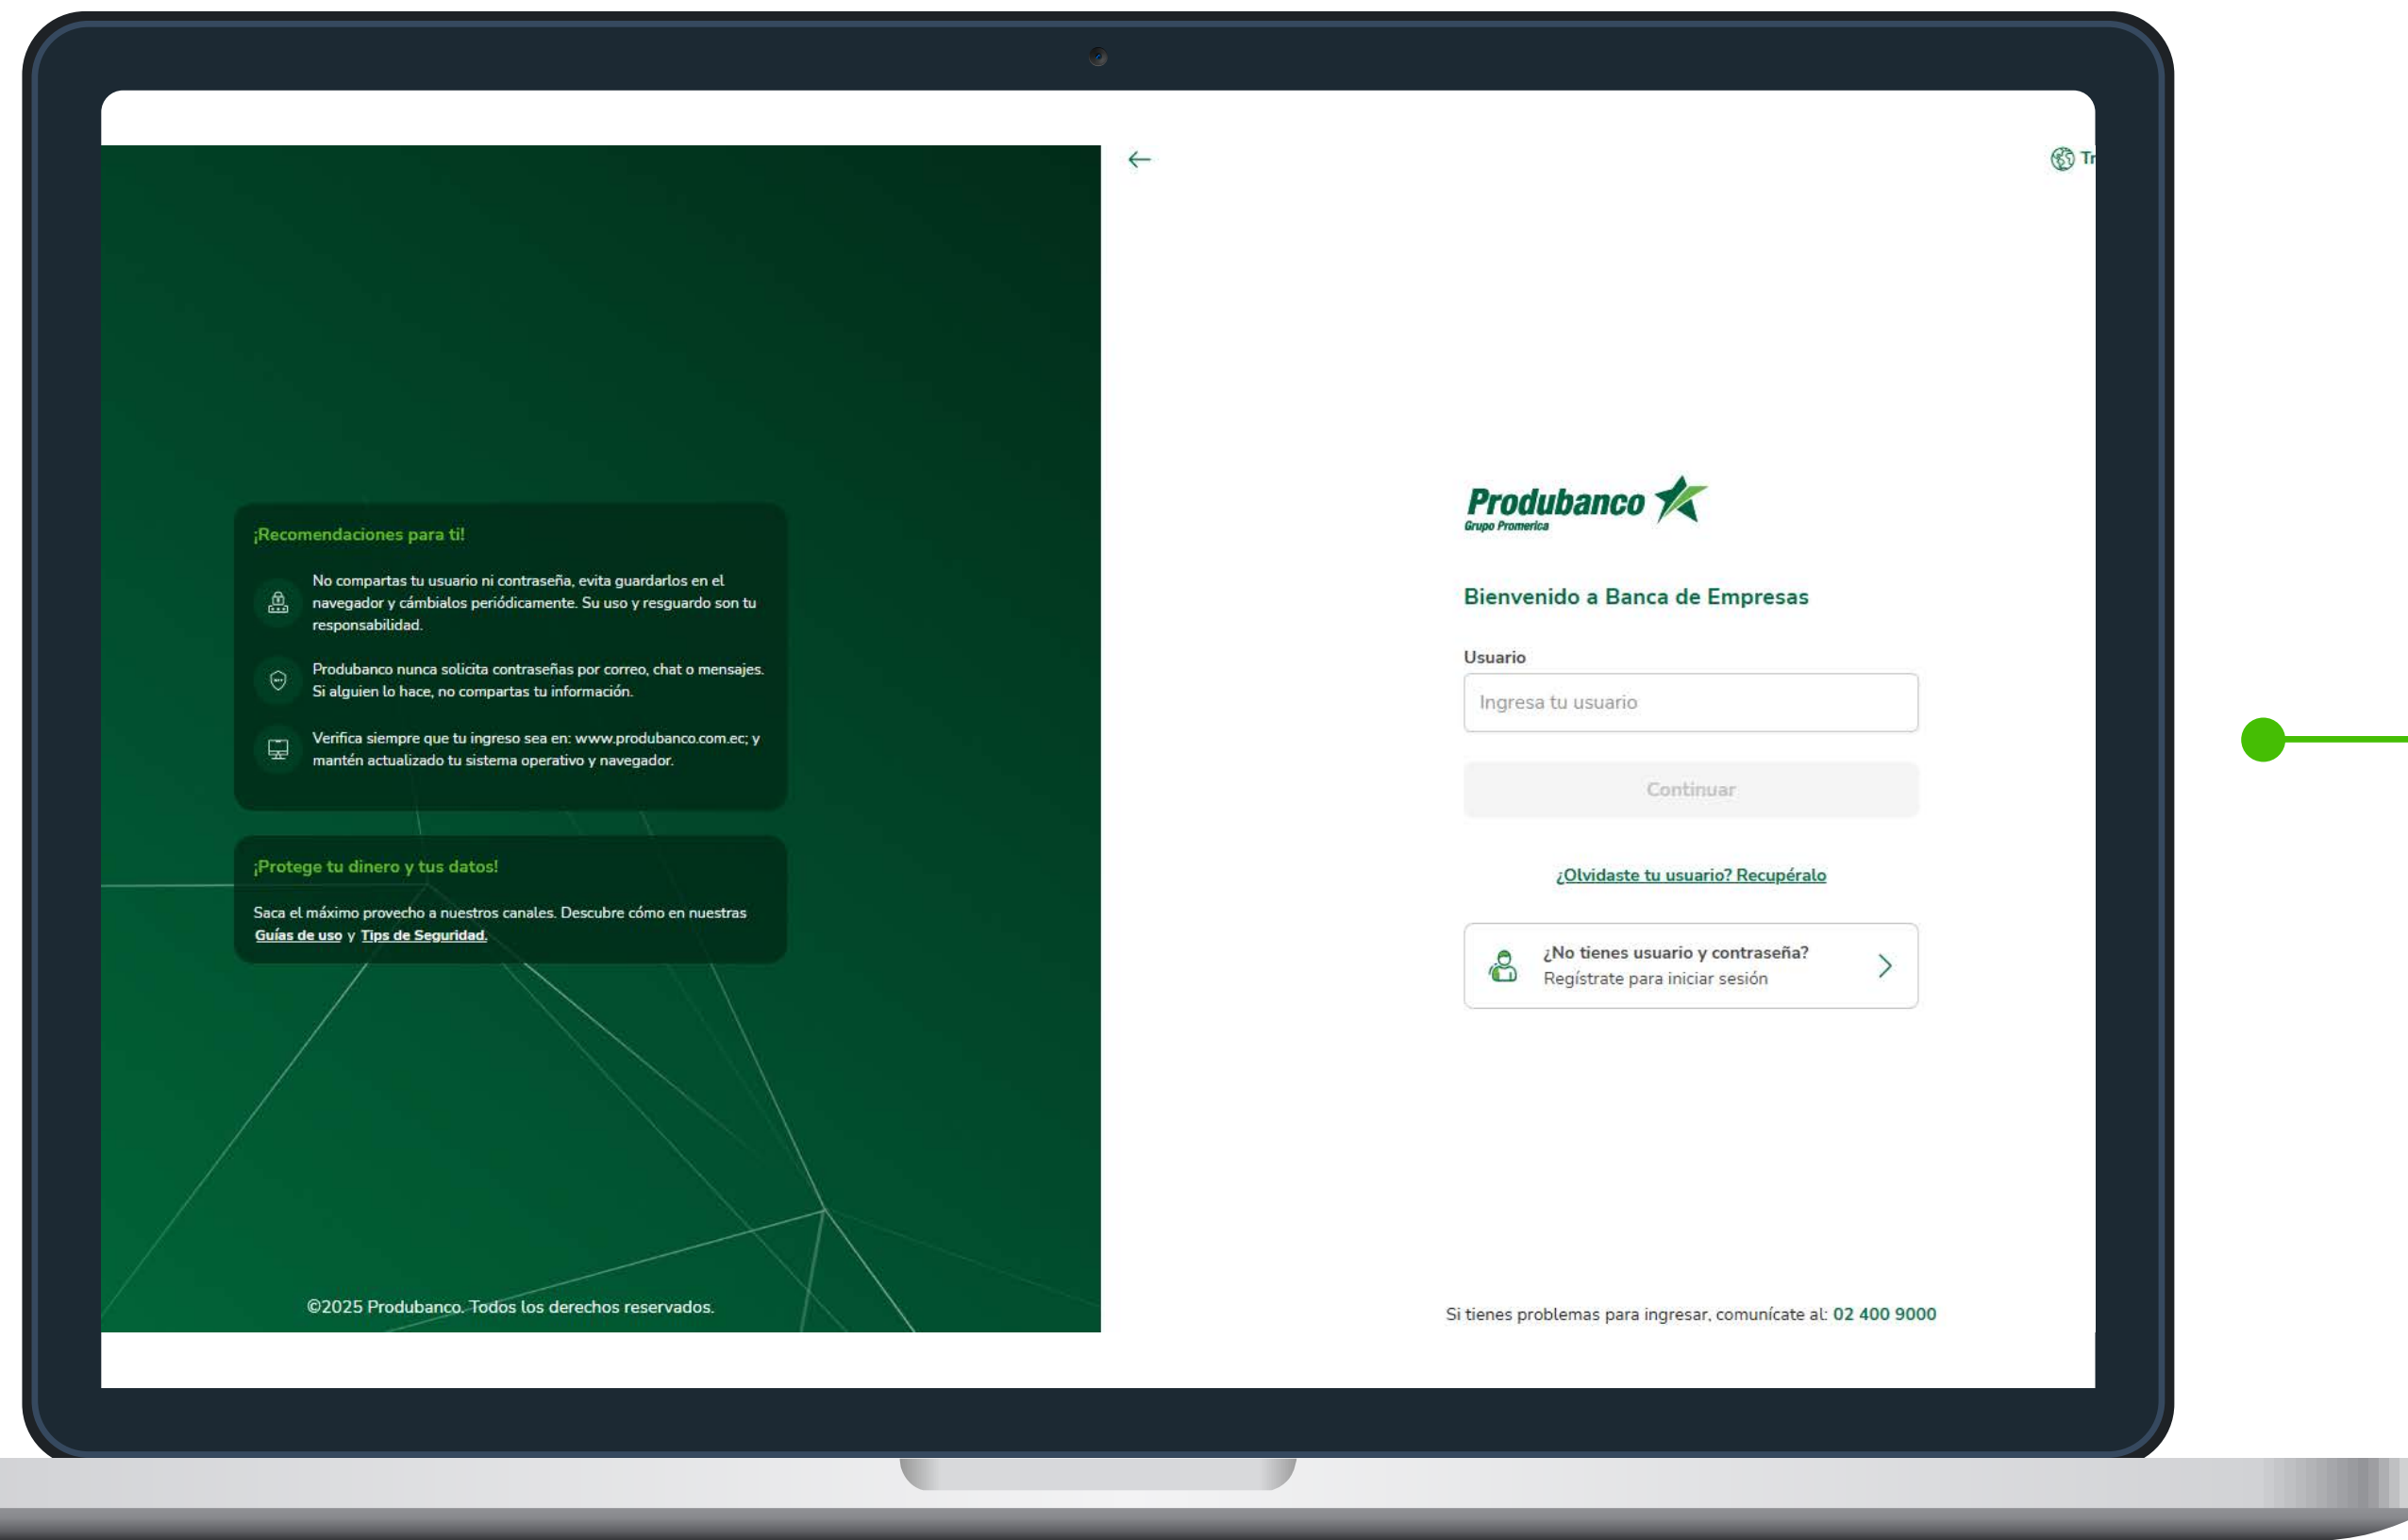 ¡Recomendaciones para ti!
No compartas tu usuario ni contraseña, evita guardarlos en el
navegador y cámbialos periódicamente. Su uso y resguardo son tu
responsabilidad.
Produbanco nunca solicita contraseñas por correo, chat o mensajes.
Si alguien lo hace, no compartas tu información.
Verifica siempre que tu ingreso sea en: www.produbanco.com.ec; y
mantén actualizado tu sistema operativo y navegador.
¡Protege tu dinero y tus datos!
Saca el máximo provecho a nuestros canales. Descubre cómo en nuestras
Guías de uso y Tips de Seguridad.
©2025 Produbanco. Todos los derechos reservados.
Tr
Produbanco
Grupo Promerica
Bienvenido a Banca de Empresas
Usuario
Ingresa tu usuario
Continuar
¿Olvidaste tu usuario? Recupéralo
¿No tienes usuario y contraseña?
Regístrate para iniciar sesión
Si tienes problemas para ingresar, comunícate al: 02 400 9000